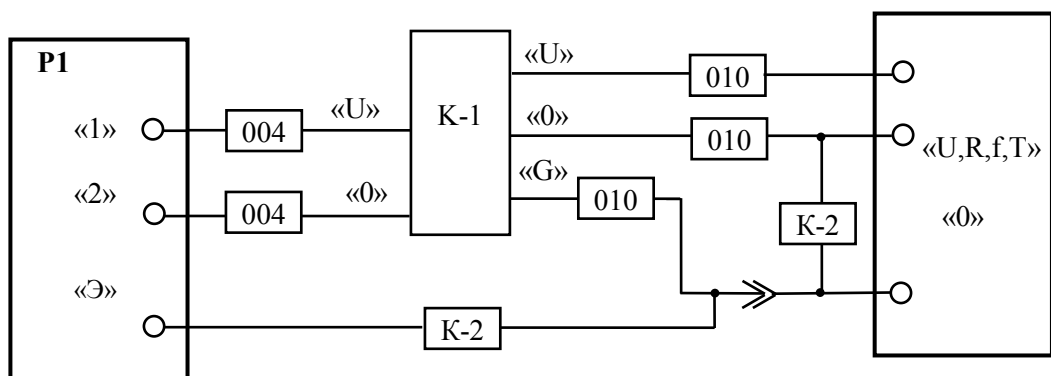 P1
«1»
004
«U»
K-1
«U»
010
«0»
010
«U,R,f,T»
«2»
004
«0»
«G»
010
K-2
«0»
«Э»
K-2